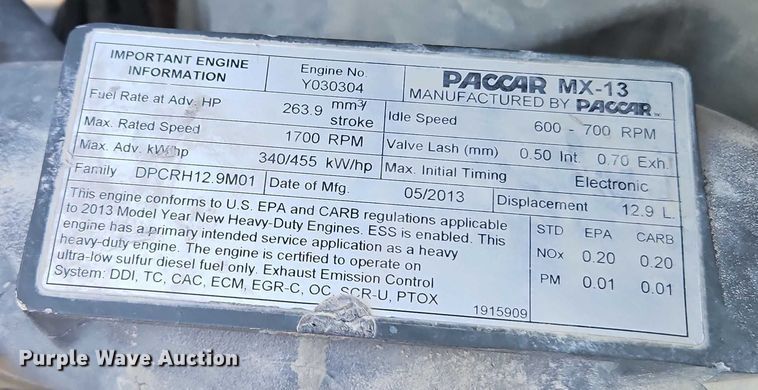 IMPORTANT ENGINE
INFORMATION
Engine No.
Y030304
PACCAR MX-13
MANUFACTURED BY PACCAR
Fuel Rate at Adv. HP 263.9 mm³/
stroke
Idle Speed 600 - 700 RPM
Max. Rated Speed 1700 RPM
Valve Lash (mm) 0.50 Int. 0.70 Exh.
Max. Adv. kW/hp 340/455 kW/hp
Max. Initial Timing Electronic
Family DPCRH12.9M01
Date of Mfg. 05/2013
Displacement 12.9 L.
This engine conforms to U.S. EPA and CARB regulations applicable
to 2013 Model Year New Heavy-Duty Engines. ESS is enabled. This
engine has a primary intended service application as a heavy
heavy-duty engine. The engine is certified to operate on
ultra-low sulfur diesel fuel only. Exhaust Emission Control
System: DDI, TC, CAC, ECM, EGR-C, OC, SCR-U, PTOX
STD EPA CARB
NOx 0.20 0.20
PM 0.01 0.01
1915909
Purple Wave Auction